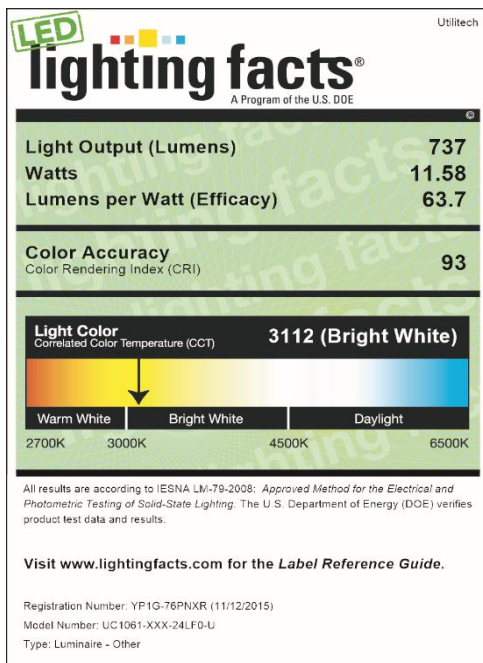 Utilitech
LED
lighting facts®
A Program of the U.S. DOE
©
Light Output (Lumens) 737
Watts 11.58
Lumens per Watt (Efficacy) 63.7
Color Accuracy
Color Rendering Index (CRI) 93
Light Color
Correlated Color Temperature (CCT) 3112 (Bright White)
Warm White Bright White Daylight
2700K 3000K 4500K 6500K
All results are according to IESNA LM-79-2008: Approved Method for the Electrical and
Photometric Testing of Solid-State Lighting. The U.S. Department of Energy (DOE) verifies
product test data and results.
Visit www.lightingfacts.com for the Label Reference Guide.
Registration Number: YP1G-76PNXR (11/12/2015)
Model Number: UC1061-XXX-24LF0-U
Type: Luminaire - Other